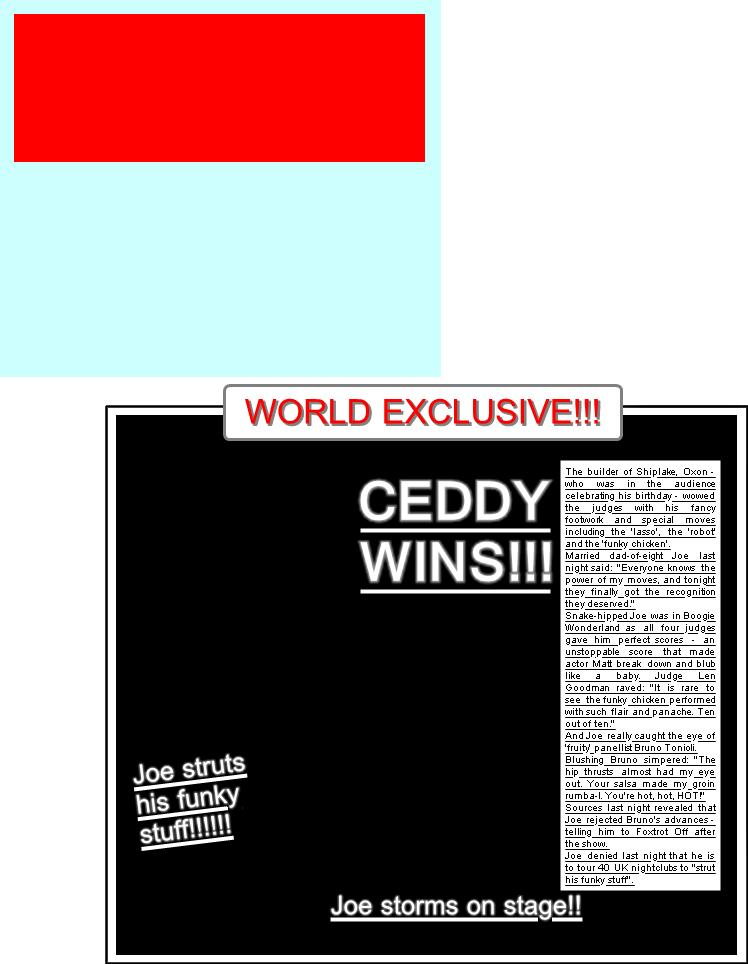 WORLD EXCLUSIVE!!!
CEDDY
WINS!!!
The builder of Shiplake, Oxon -
who was in the audience
celebrating his birthday - wowed
the judges with his fancy
footwork and special moves
including the 'lasso', the 'robot'
and the 'funky chicken'.
Married dad-of-eight Joe last
night said: "Everyone knows the
power of my moves, and tonight
they finally got the recognition
they deserved."
Snake-hipped Joe was in Boogie
Wonderland as all four judges
gave him perfect scores - an
unstoppable score that made
actor Matt break down and blub
like a baby. Judge Len
Goodman raved: "It is rare to
see the funky chicken performed
with such flair and panache. Ten
out of ten."
And Joe really caught the eye of
'fruity' panellist Bruno Tonioli.
Blushing Bruno simpered: "The
hip thrusts almost had my eye
out. Your salsa made my groin
rumba-l. You're hot, hot, HOT!"
Sources last night revealed that
Joe rejected Bruno's advances -
telling him to Foxtrot Off after
the show.
Joe denied last night that he is
to tour 40 UK nightclubs to "strut
his funky stuff".
Joe struts
his funky
stuff!!!!!!
Joe storms on stage!!